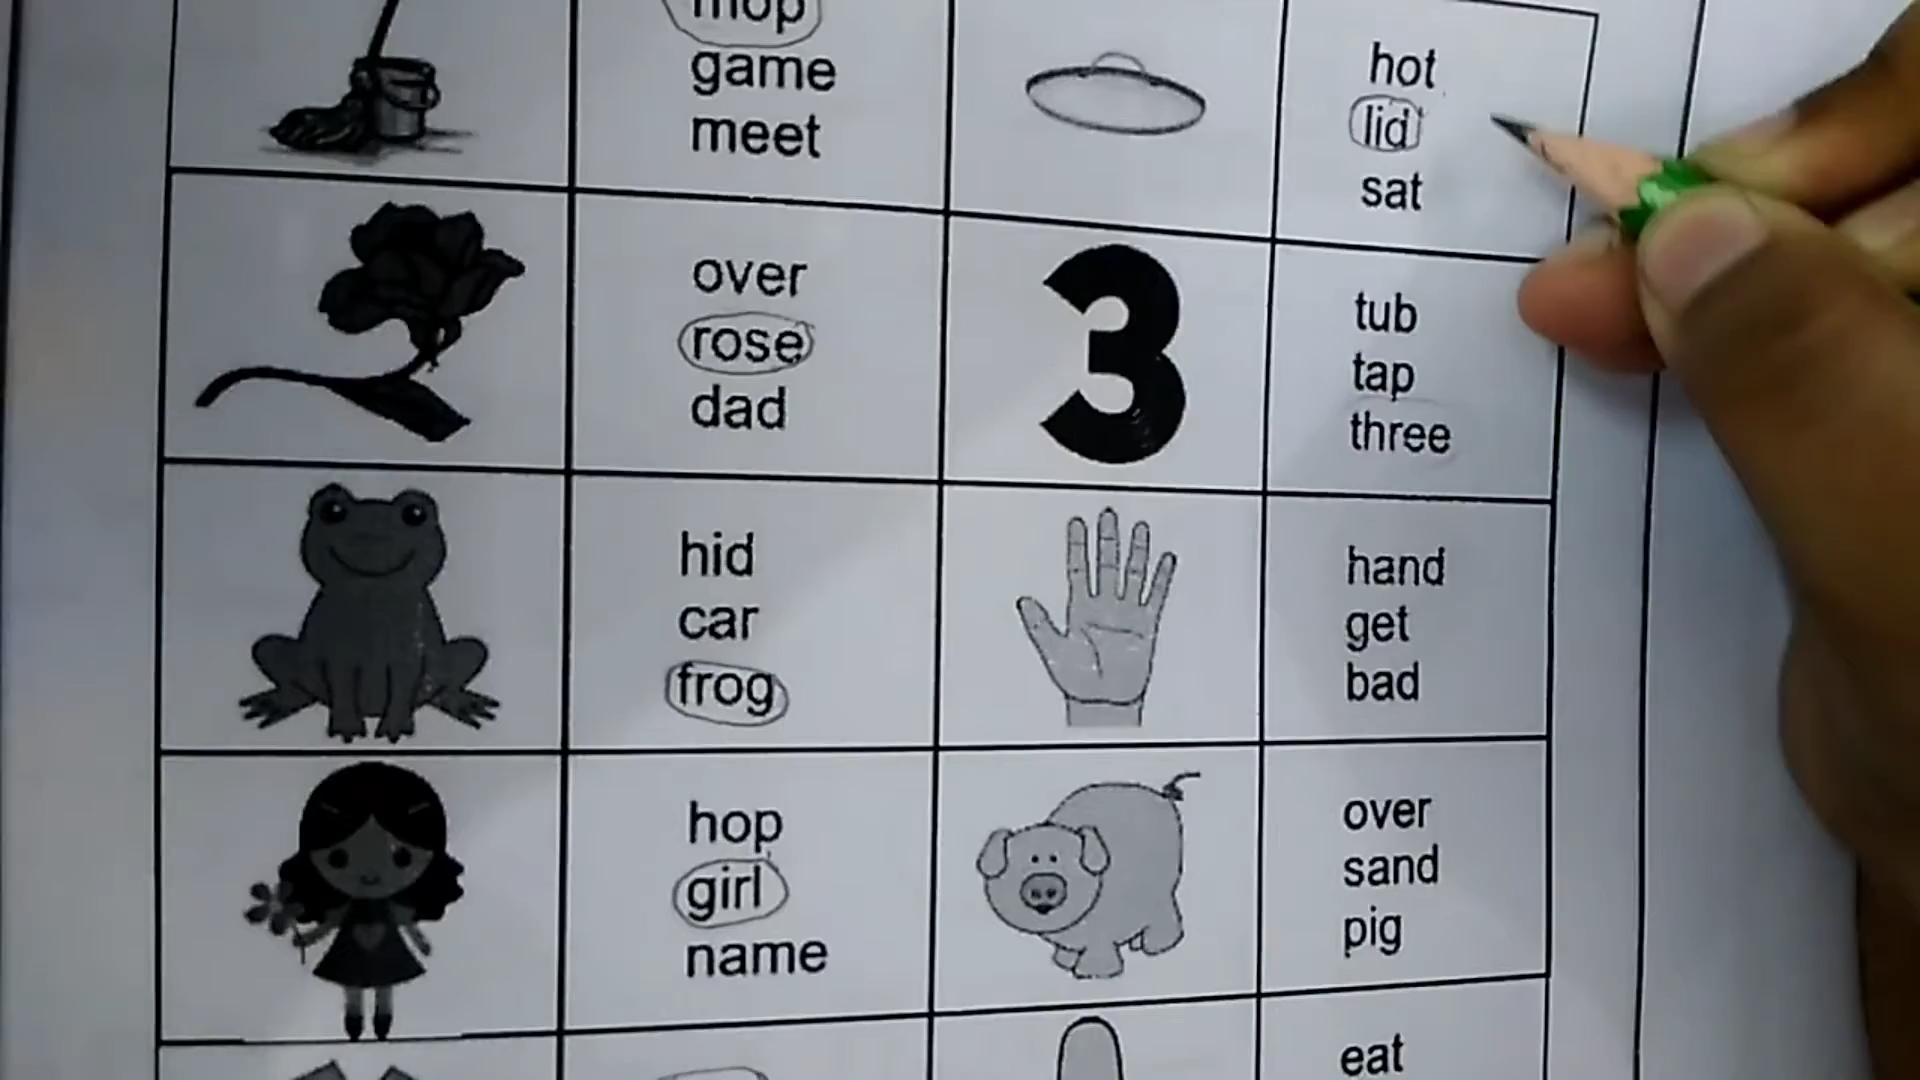 mop
game
meet
hot
lid
sat
over
rose
dad
3
tub
tap
three
hid
car
frog
hand
get
bad
hop
girl
name
over
sand
pig
eat